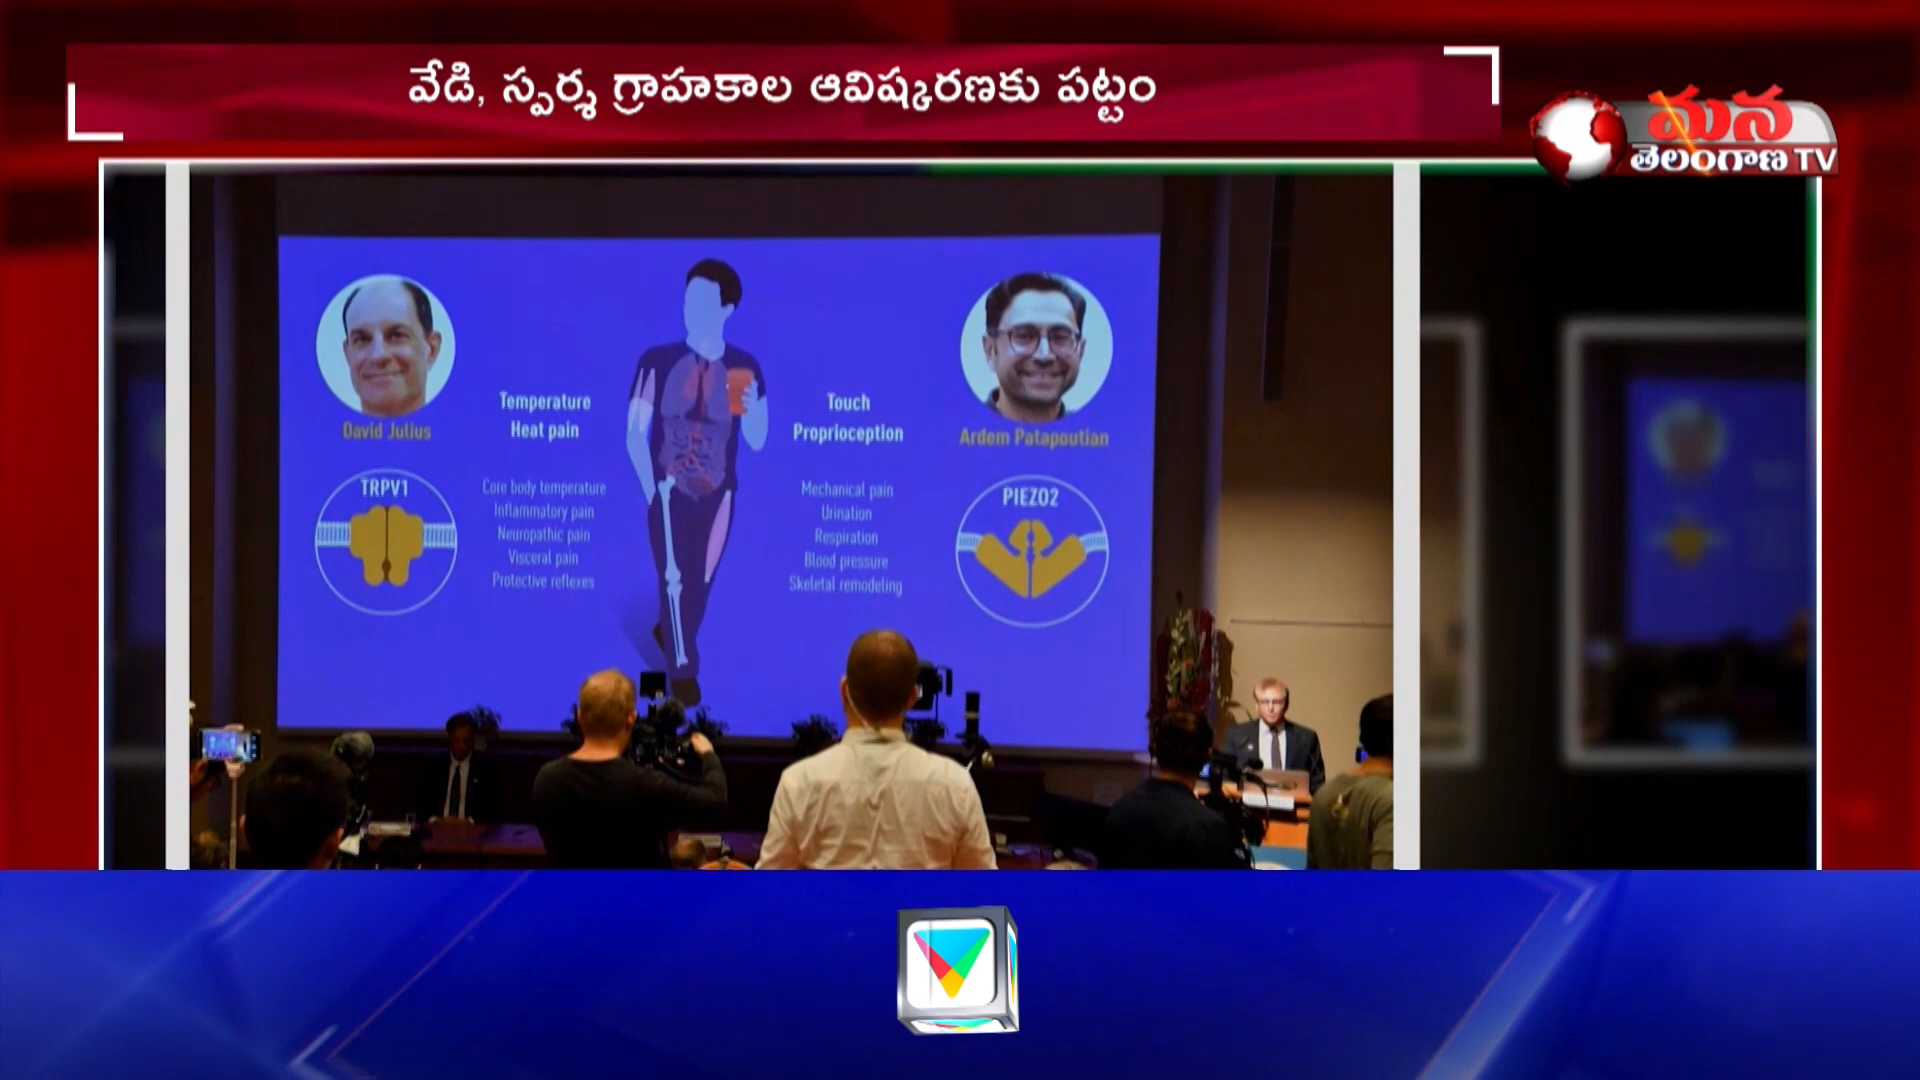 వేడి, స్పర్శ గ్రాహకాల ఆవిష్కరణకు పట్టం
మన
తెలంగాణ TV
David Julius
Temperature
Heat pain
Touch
Proprioception
Ardem Patapoutian
TRPV1
Core body temperature
Inflammatory pain
Neuropathic pain
Visceral pain
Protective reflexes
Mechanical pain
Urination
Respiration
Blood pressure
Skeletal remodeling
PIEZO2